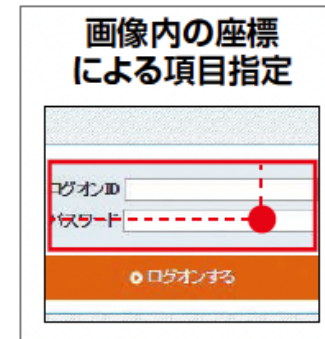 画像内の座標
による項目指定
ログオンID
パスワード
ログオンする